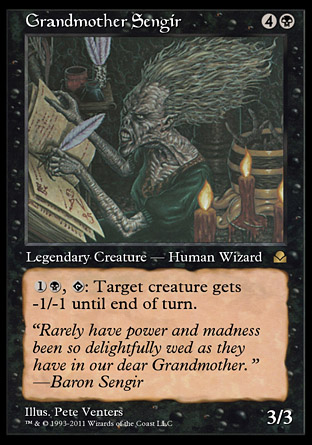 Grandmother Sengir 4
Legendary Creature — Human Wizard
1, : Target creature gets
-1/-1 until end of turn.
“Rarely have power and madness
been so delightfully wed as they
have in our dear Grandmother.”
—Baron Sengir
Illus. Pete Venters
™ & © 1993-2011 Wizards of the Coast LLC
3/3